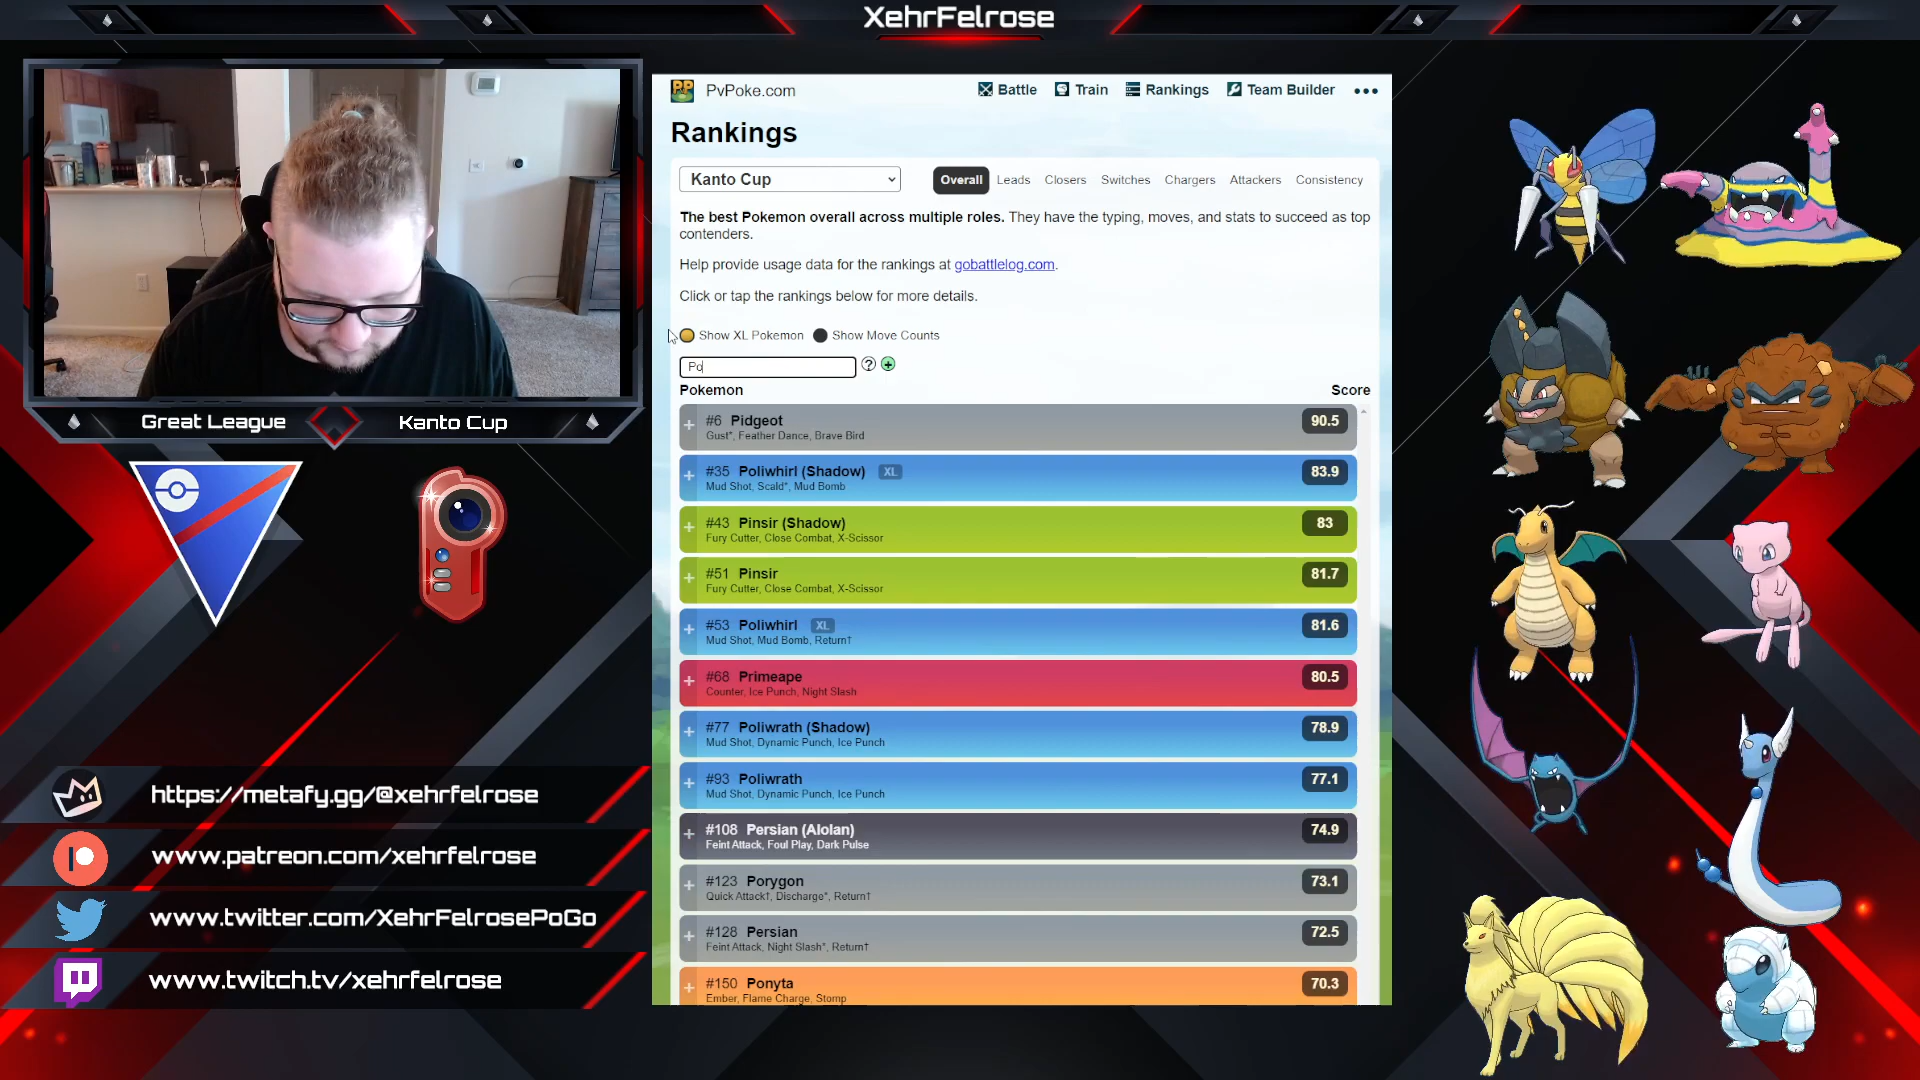 XehrFelrose
PvPoke.com
Battle
Train
Rankings
Team Builder
Rankings
Kanto Cup
Overall
Leads
Closers
Switches
Chargers
Attackers
Consistency
The best Pokemon overall across multiple roles. They have the typing, moves, and stats to succeed as top
contenders.
Help provide usage data for the rankings at gobattlelog.com.
Click or tap the rankings below for more details.
Show XL Pokemon
Show Move Counts
Po
?
Pokemon
Score
#6 Pidgeot
90.5
Gust*, Feather Dance, Brave Bird
#35 Poliwhirl (Shadow) XL
83.9
Mud Shot, Scald*, Mud Bomb
#43 Pinsir (Shadow)
83
Fury Cutter, Close Combat, X-Scissor
#51 Pinsir
81.7
Fury Cutter, Close Combat, X-Scissor
#53 Poliwhirl XL
81.6
Mud Shot, Mud Bomb, Return†
#68 Primeape
80.5
Counter, Ice Punch, Night Slash
#77 Poliwrath (Shadow)
78.9
Mud Shot, Dynamic Punch, Ice Punch
#93 Poliwrath
77.1
Mud Shot, Dynamic Punch, Ice Punch
#108 Persian (Alolan)
74.9
Feint Attack, Foul Play, Dark Pulse
#123 Porygon
73.1
Quick Attack†, Discharge*, Return†
#128 Persian
72.5
Feint Attack, Night Slash*, Return†
#150 Ponyta
70.3
Ember, Flame Charge, Stomp
Great League
Kanto Cup
https://metafy.gg/@xehrfelrose
www.patreon.com/xehrfelrose
www.twitter.com/XehrFelrosePoGo
www.twitch.tv/xehrfelrose